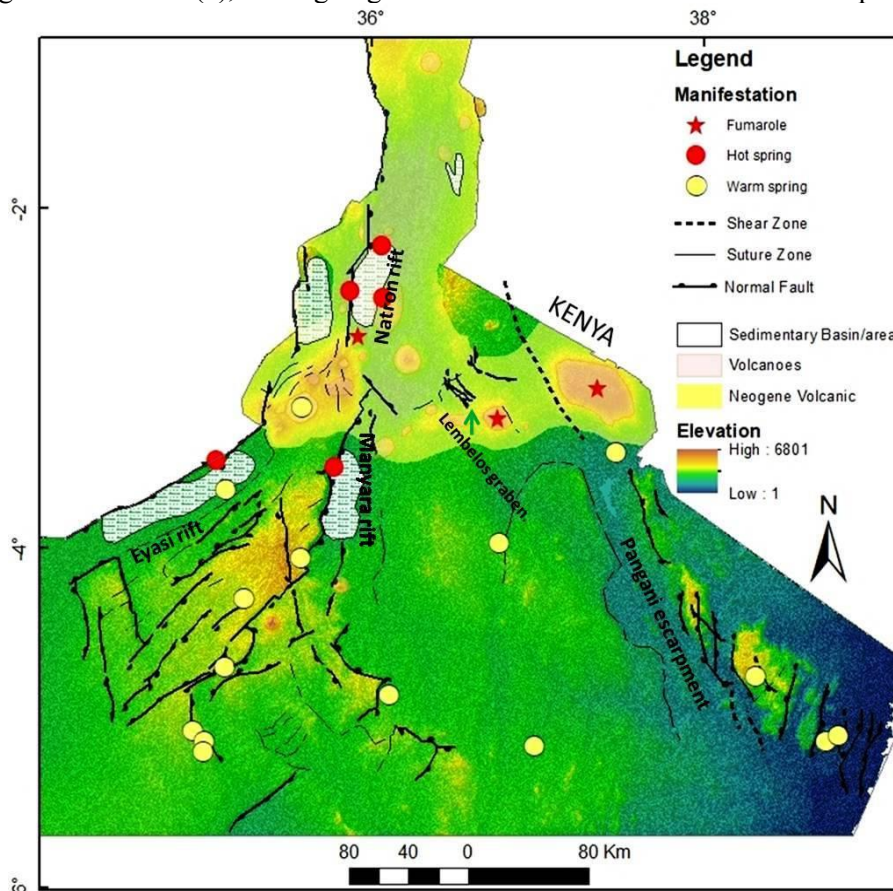 36°
38°
-2°
-4°
Legend
Manifestation
Fumarole
Hot spring
Warm spring
Shear Zone
Suture Zone
Normal Fault
Sedimentary Basin/area
Volcanoes
Neogene Volcanic
Elevation
High : 6801
Low : 1
N
KENYA
Natron rift
Lembelos graben
Manyara rift
Eyasi rift
Pangani escarpment
80 40 0 80 Km